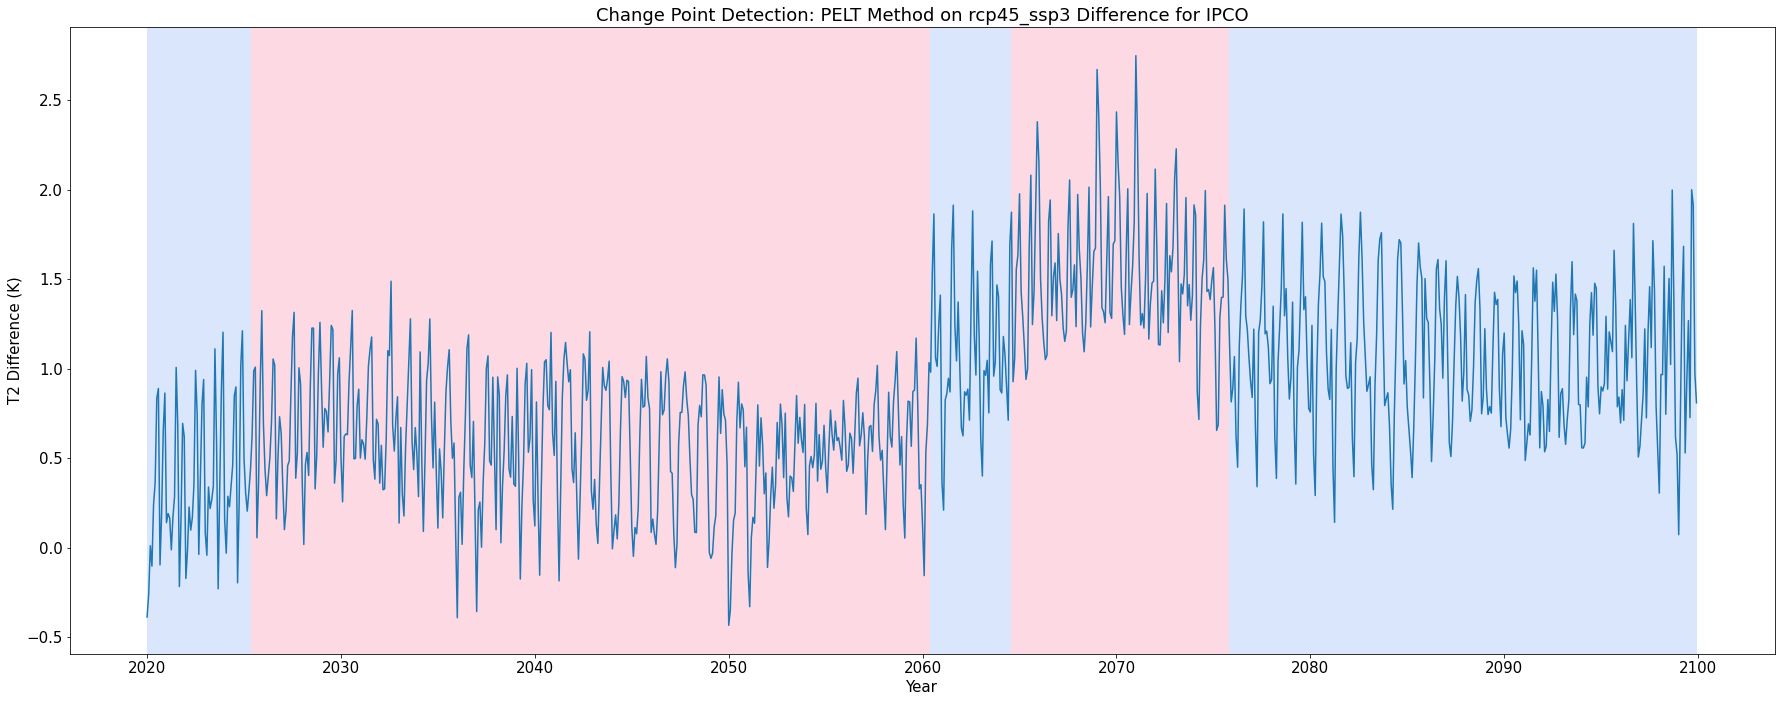 Change Point Detection: PELT Method on rcp45_ssp3 Difference for IPCO
T2 Difference (K)
2.5
2.0
1.5
1.0
0.5
0.0
−0.5
2020 2030 2040 2050 2060 2070 2080 2090 2100
Year